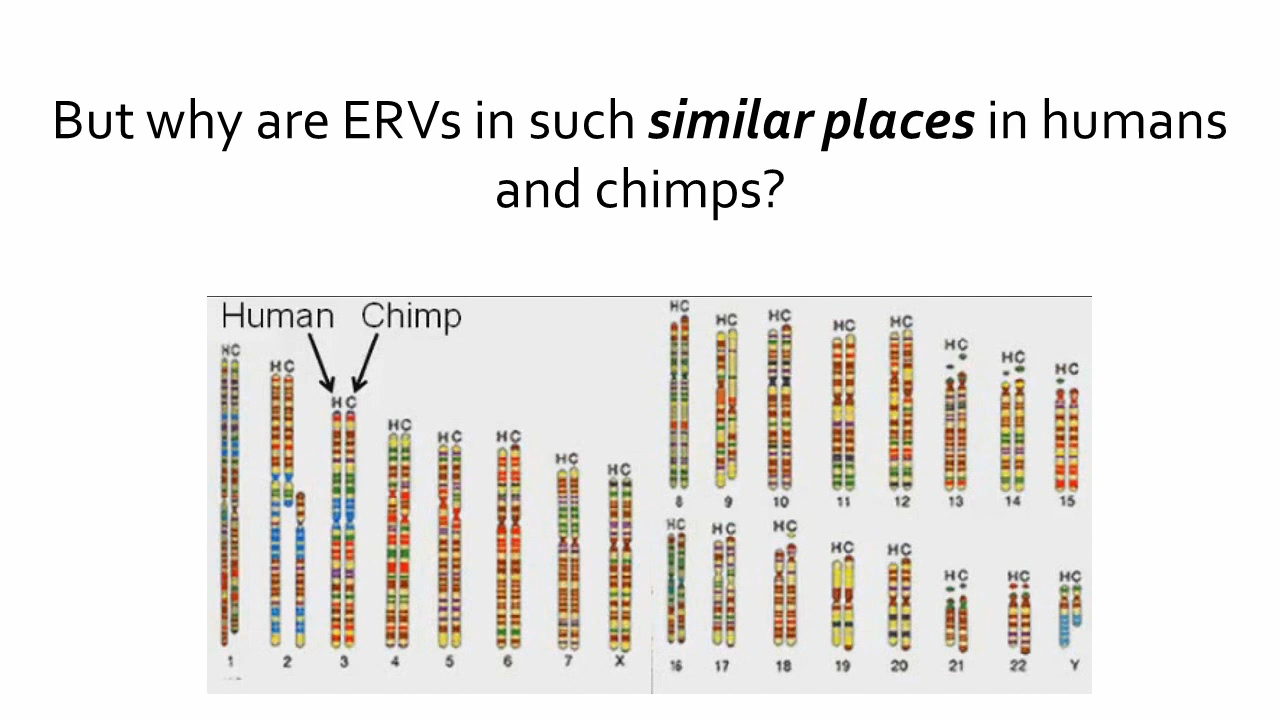 But why are ERVs in such similar places in humans
and chimps?
Human Chimp
HC
HC
HC
HC
HC
HC
HC
HC
1
2
3
4
5
6
7
X
HC
HC
HC
HC
HC
HC
HC
HC
8
9
10
11
12
13
14
15
HC
HC
HC
HC
HC
HC
HC
HC
16
17
18
19
20
21
22
Y